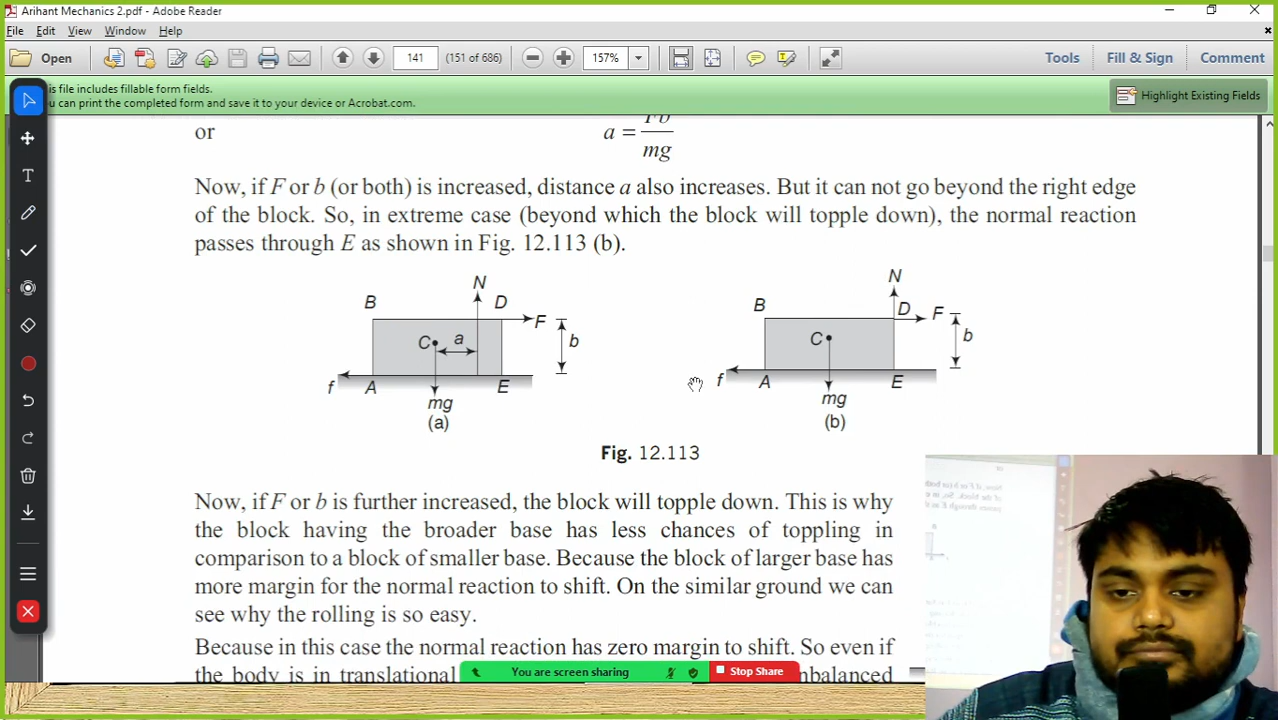 Arihant Mechanics 2.pdf - Adobe Reader
File Edit View Window Help
Open 141 (151 of 686) 157% Tools Fill & Sign Comment
is file includes fillable form fields.
u can print the completed form and save it to your device or Acrobat.com.
Highlight Existing Fields
or a = Fb
mg
Now, if F or b (or both) is increased, distance a also increases. But it can not go beyond the right edge
of the block. So, in extreme case (beyond which the block will topple down), the normal reaction
passes through E as shown in Fig. 12.113 (b).
N
B D
F
C a b
f A E
mg
(a)
N
B D F
C b
f A E
mg
(b)
Fig. 12.113
Now, if F or b is further increased, the block will topple down. This is why
the block having the broader base has less chances of toppling in
comparison to a block of smaller base. Because the block of larger base has
more margin for the normal reaction to shift. On the similar ground we can
see why the rolling is so easy.
Because in this case the normal reaction has zero margin to shift. So even if
the body is in translational
nbalanced
You are screen sharing Stop Share
T